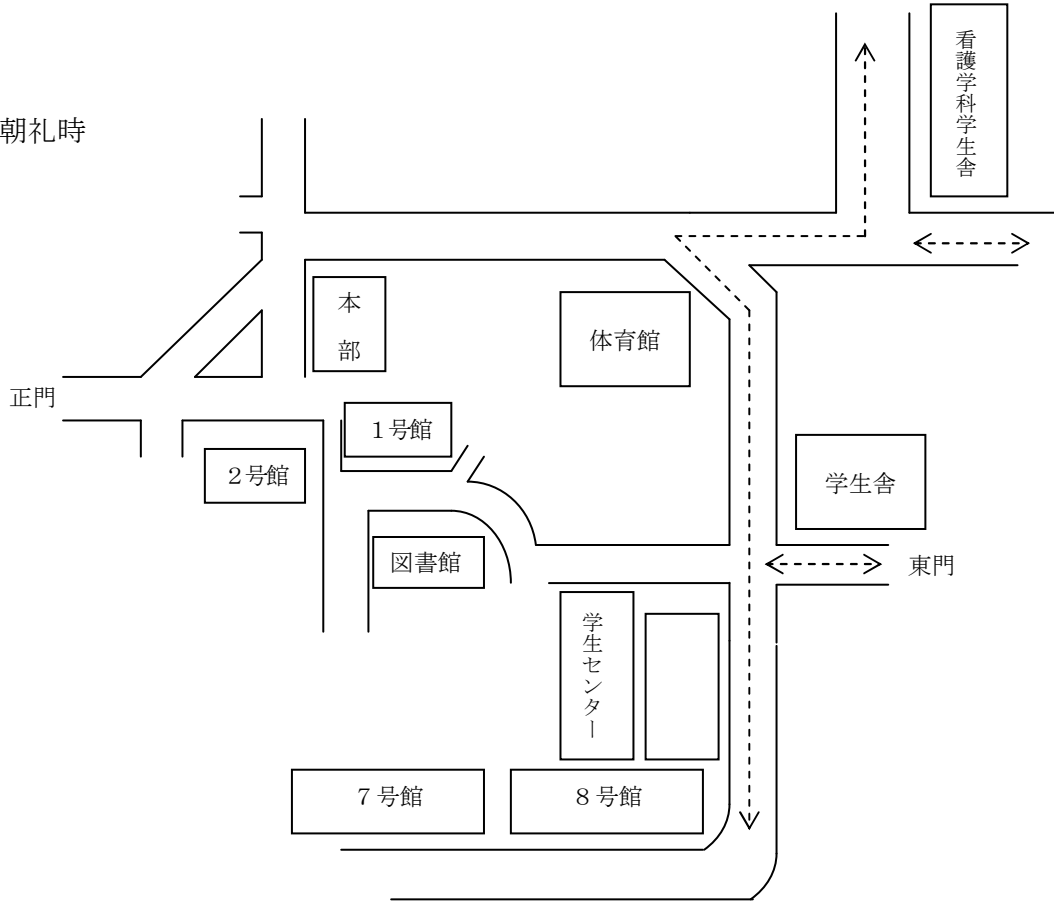 看護学科学生舎
朝礼時
本部
体育館
正門
１号館
２号館
学生舎
図書館
東門
学生センター
７号館
８号館